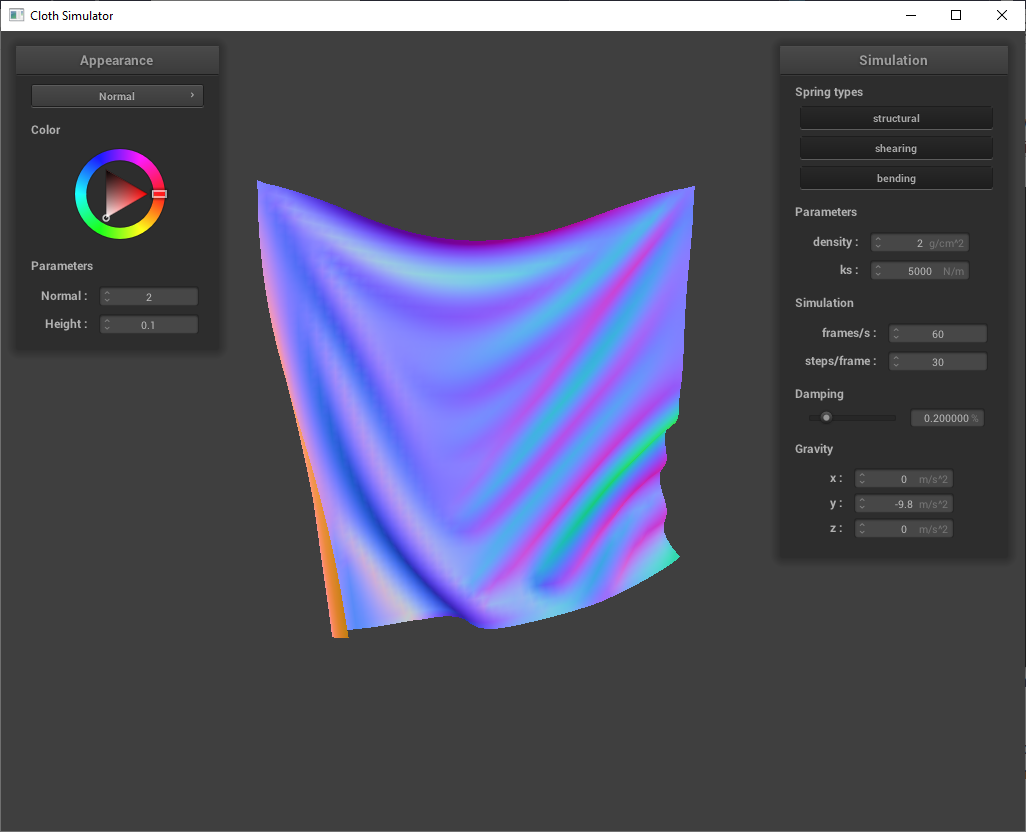 Cloth Simulator
Appearance
Normal
Color
Parameters
Normal : 2
Height : 0.1
Simulation
Spring types
structural
shearing
bending
Parameters
density : 2 g/cm^2
ks : 5000 N/m
Simulation
frames/s : 60
steps/frame : 30
Damping
0.200000 %
Gravity
x : 0 m/s^2
y : -9.8 m/s^2
z : 0 m/s^2